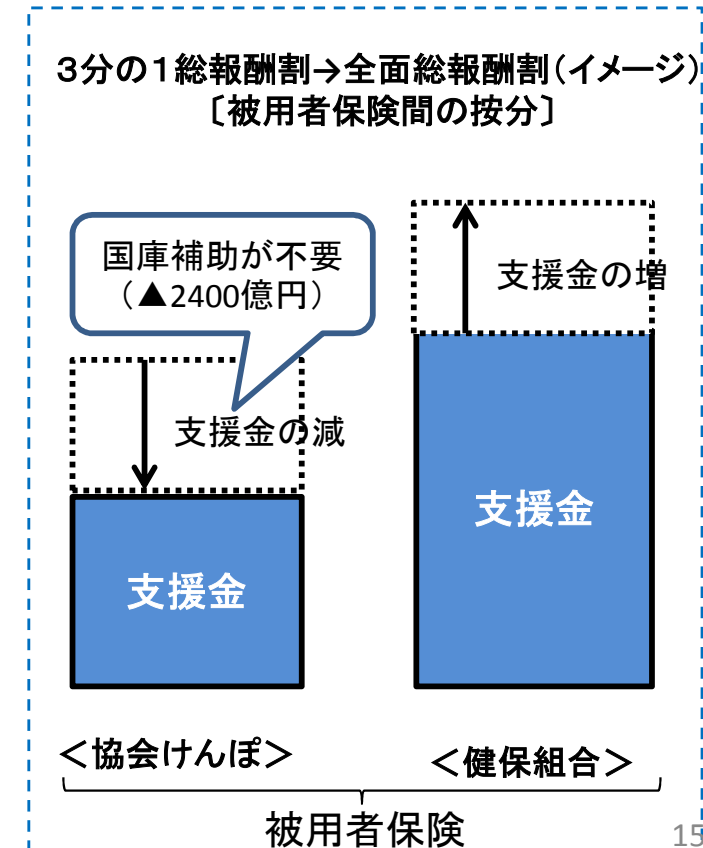 3分の1総報酬割→全面総報酬割(イメージ)
〔被用者保険間の按分〕
国庫補助が不要
(▲2400億円)
支援金の増
支援金の減
支援金
支援金
<協会けんぽ>
<健保組合>
被用者保険
15